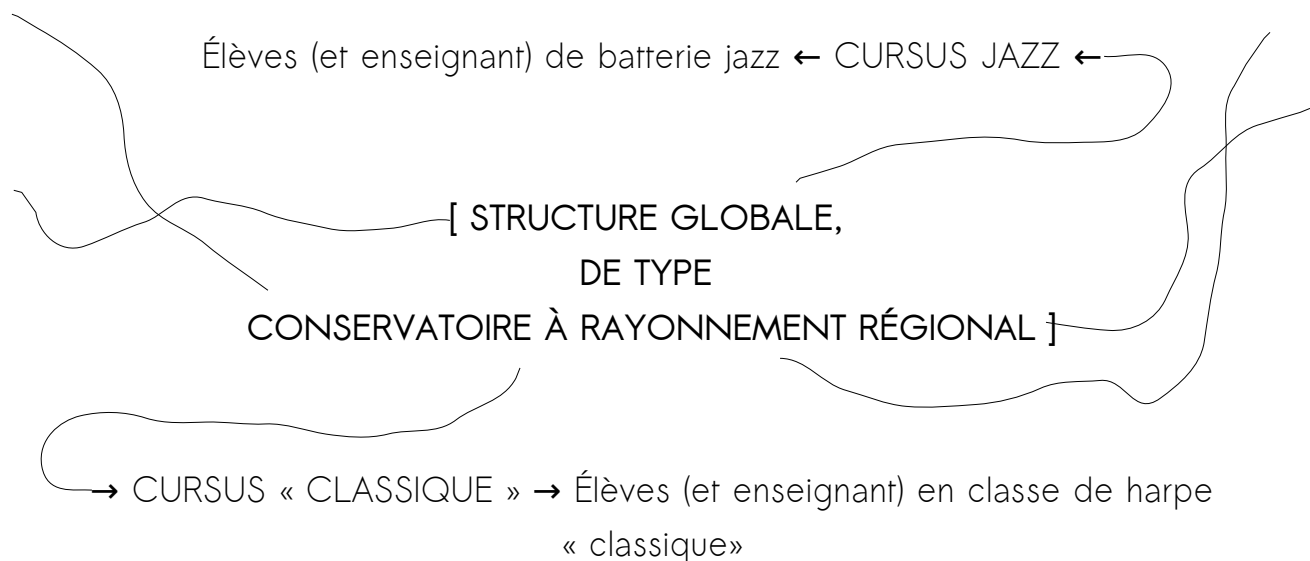 Élèves (et enseignant) de batterie jazz ← CURSUS JAZZ ←
[ STRUCTURE GLOBALE,
DE TYPE
CONSERVATOIRE À RAYONNEMENT RÉGIONAL ]
→ CURSUS « CLASSIQUE » → Élèves (et enseignant) en classe de harpe
« classique»